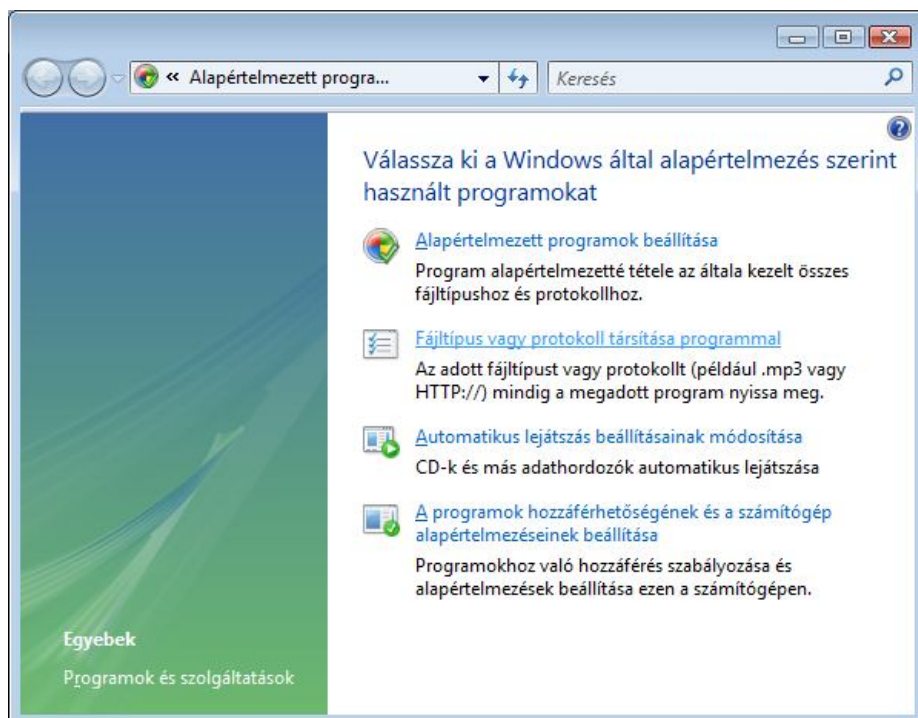 « Alapértelmezett progra...
Keresés
Válassza ki a Windows által alapértelmezés szerint
használt programokat
Alapértelmezett programok beállítása
Program alapértelmezetté tétele az általa kezelt összes
fájltípushoz és protokollhoz.
Fájltípus vagy protokoll társítása programmal
Az adott fájltípust vagy protokollt (például .mp3 vagy
HTTP://) mindig a megadott program nyissa meg.
Automatikus lejátszás beállításainak módosítása
CD-k és más adathordozók automatikus lejátszása
A programok hozzáférhetőségének és a számítógép
alapértelmezéseinek beállítása
Programokhoz való hozzáférés szabályozása és
alapértelmezések beállítása ezen a számítógépen.
Egyebek
Programok és szolgáltatások